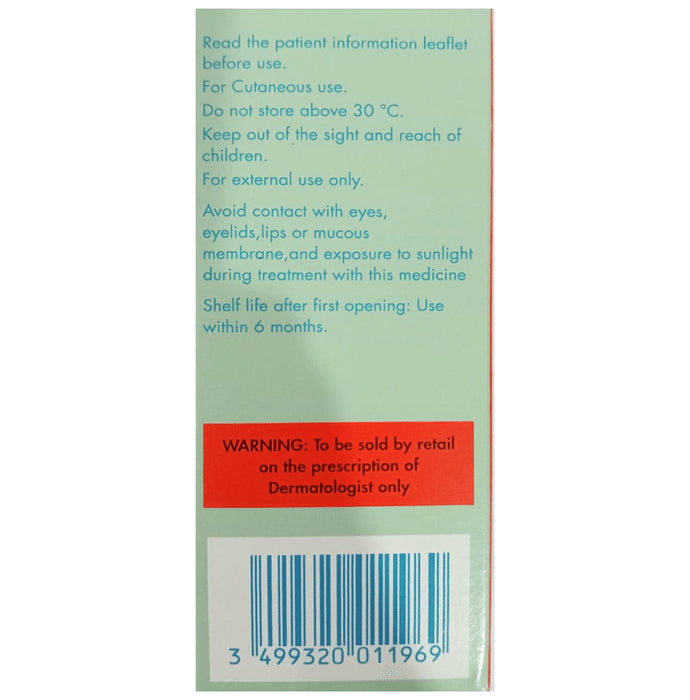 Read the patient information leaflet
before use.
For Cutaneous use.
Do not store above 30 °C.
Keep out of the sight and reach of
children.
For external use only.
Avoid contact with eyes,
eyelids,lips or mucous
membrane,and exposure to sunlight
during treatment with this medicine
Shelf life after first opening: Use
within 6 months.
WARNING: To be sold by retail
on the prescription of
Dermatologist only
3 499320 011969